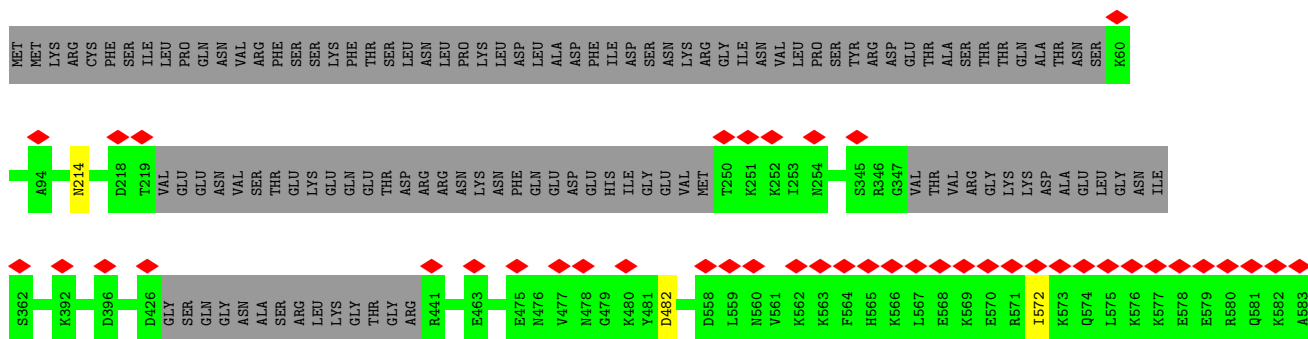 MET MET LYS ARG CYS PHE SER ILE LEU PRO GLN ASN VAL ARG PHE SER SER LYS PHE THR SER LEU ASN LEU PRO LYS LEU ASP LEU ALA ASP PHE ILE ASP SER ASN LYS ARG GLY ILE ASN VAL LEU PRO SER TYR ARG ASP GLU THR ALA SER THR THR GLN ALA THR ASN SER K60
A94 N214 D218 T219 VAL GLU GLU ASN VAL SER THR GLU LYS GLU GLN GLU THR ASP ARG ARG ASN LYS ASN PHE GLN GLU ASP GLU HIS ILE GLY GLU VAL MET T250 K251 K252 I253 N254 S345 R346 G347 VAL THR VAL ARG GLY LYS LYS ASP ALA GLU LEU GLY ASN ILE
S362 K392 D396 D426 GLY SER GLN GLY ASN ALA SER ARG LEU LYS GLY THR GLY ARG R441 E463 E475 N476 V477 N478 G479 K480 Y481 D482 D558 L559 N560 V561 K562 K563 F564 H565 K566 L567 E568 K569 E570 R571 I572 K573 Q574 L575 K576 K577 E578 E579 R580 Q581 K582 A583